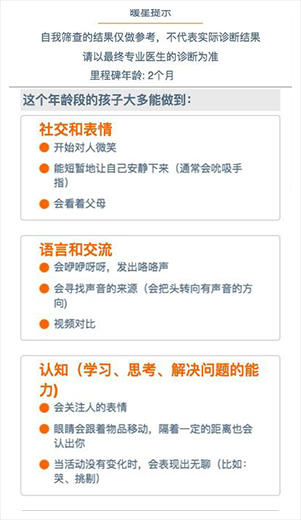 暖星提示
自我筛查的结果仅做参考，不代表实际诊断结果
请以最终专业医生的诊断为准
里程碑年龄: 2个月
这个年龄段的孩子大多能做到：
社交和表情
开始对人微笑
能短暂地让自己安静下来（通常会吮吸手
指）
会看着父母
语言和交流
会咿咿呀呀，发出咯咯声
会寻找声音的来源（会把头转向有声音的方
向)
视频对比
认知（学习、思考、解决问题的能
力)
会关注人的表情
眼睛会跟着物品移动，隔着一定的距离也会
认出你
当活动没有变化时，会表现出无聊（比如：
哭、挑剔）